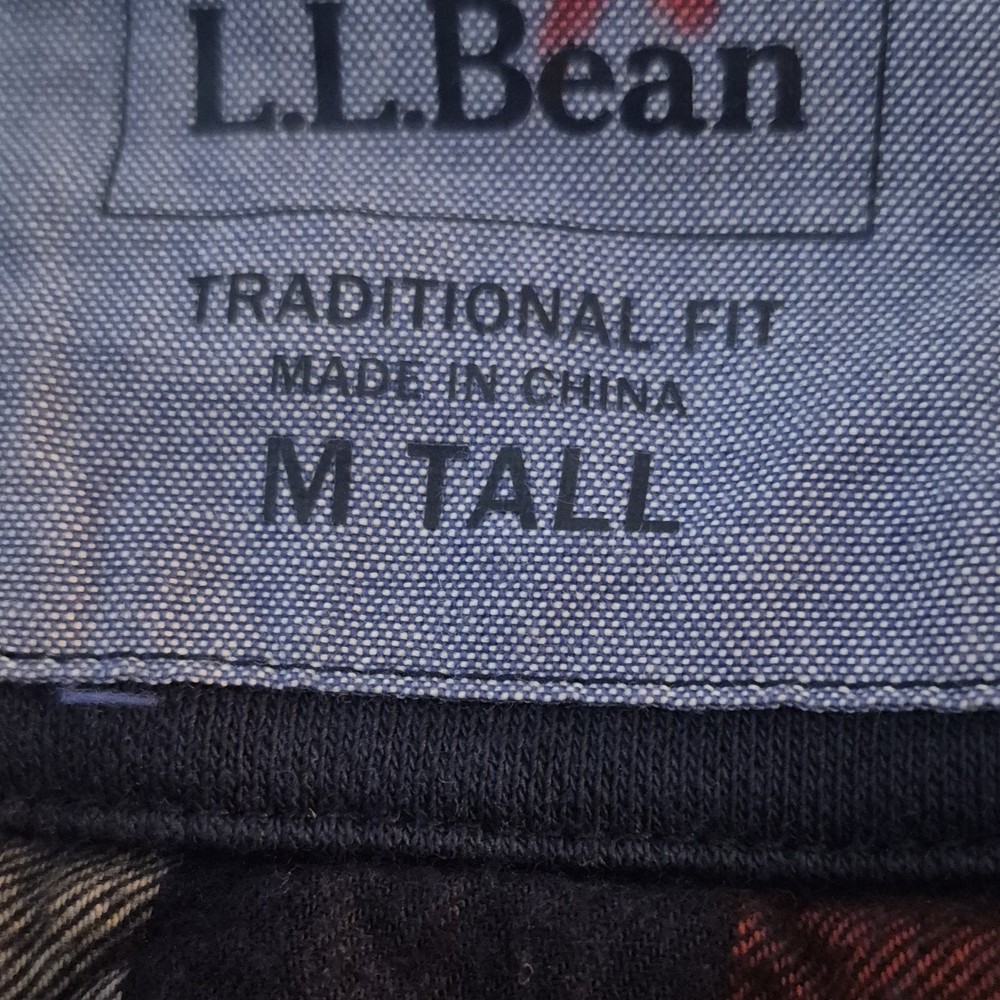 L.L.Bean
TRADITIONAL FIT
MADE IN CHINA
M TALL